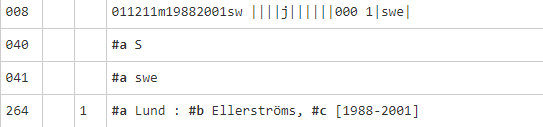 008 011211m19882001sw ||||j||||||000 1|swe|
040 #a S
041 #a swe
264 1 #a Lund : #b Ellerströms, #c [1988-2001]